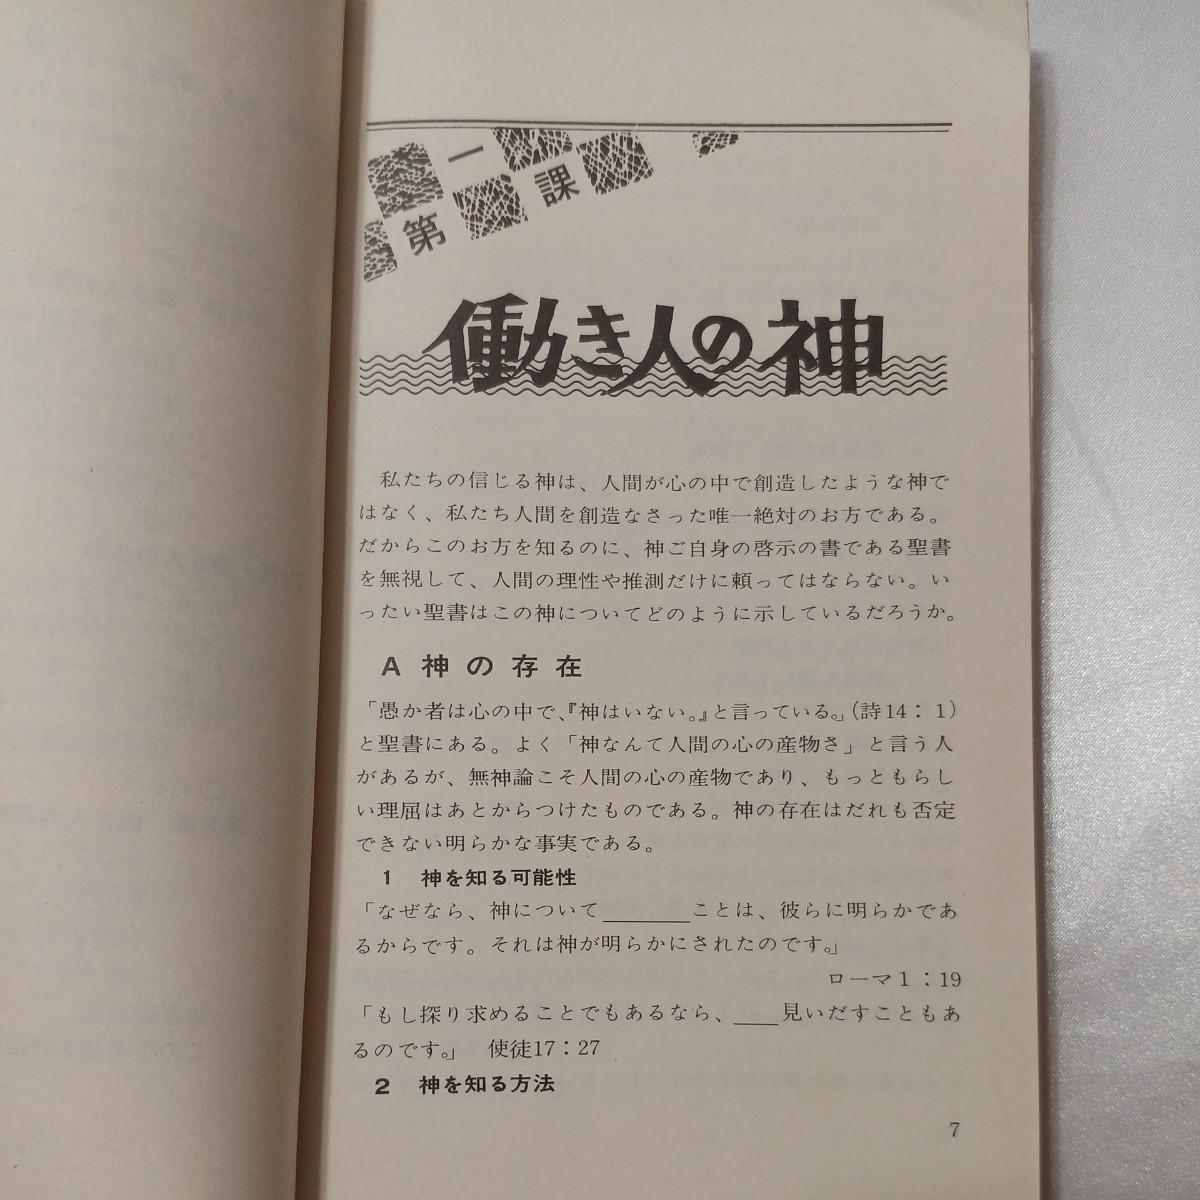 第一課
働き人の神
私たちの信じる神は、人間が心の中で創造したような神で
はなく、私たち人間を創造なさった唯一絶対のお方である。
だからこのお方を知るのに、神ご自身の啓示の書である聖書
を無視して、人間の理性や推測だけに頼ってはならない。い
ったい聖書はこの神についてどのように示しているだろうか。
A 神の存在
「愚か者は心の中で、『神はいない。』と言っている。」(詩14：1)
と聖書にある。よく「神なんて人間の心の産物さ」と言う人
があるが、無神論こそ人間の心の産物であり、もっともらし
い理屈はあとからつけたものである。神の存在はだれも否定
できない明らかな事実である。
1 神を知る可能性
「なぜなら、神について______ことは、彼らに明らかであ
るからです。それは神が明らかにされたのです。」
ローマ1：19
「もし探り求めることでもあるなら、___見いだすこともあ
るのです。」 使徒17：27
2 神を知る方法
7